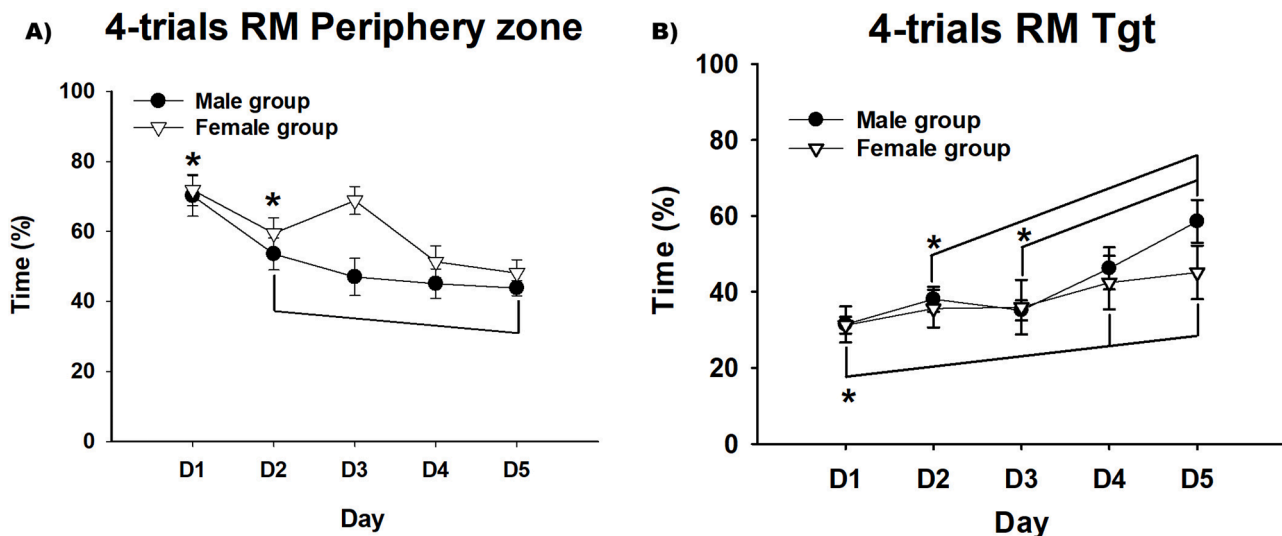 A)
4-trials RM Periphery zone
Male group
Female group
*
*
100
80
60
40
20
0
Time (%)
D1 D2 D3 D4 D5
Day
B)
4-trials RM Tgt
Male group
Female group
*
*
*
100
80
60
40
20
0
Time (%)
D1 D2 D3 D4 D5
Day